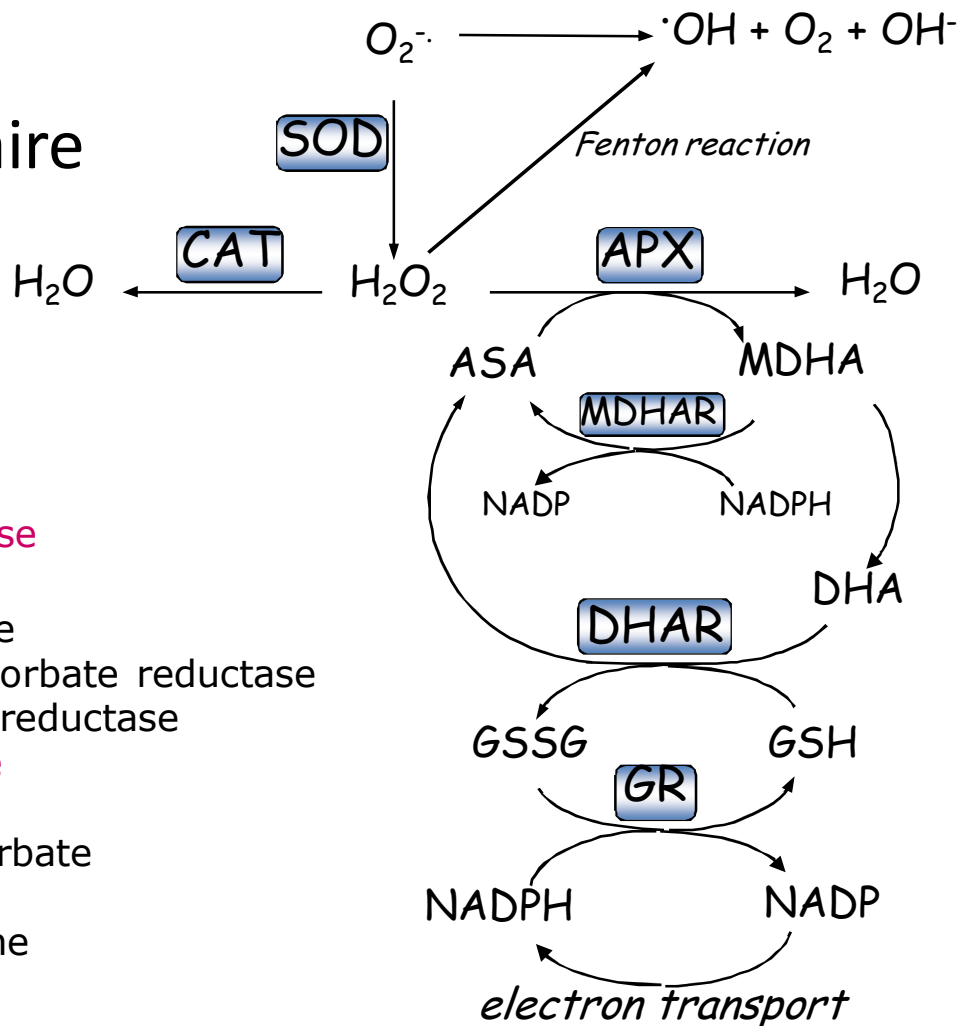 O₂⁻· ·OH + O₂ + OH⁻
aire
SOD
Fenton reaction
CAT APX
H₂O H₂O₂ H₂O
ASA MDHA
MDHAR
NADP NADPH
se
DHA
e
DHAR
orbate reductase
reductase
GSSG GSH
e
GR
rbate
NADPH NADP
ne
electron transport